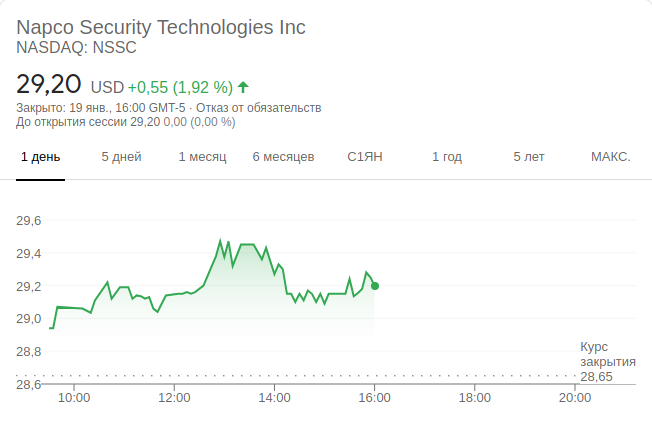 Napco Security Technologies Inc
NASDAQ: NSSC
29,20 USD +0,55 (1,92 %)
Закрыто: 19 янв., 16:00 GMT-5 · Отказ от обязательств
До открытия сессии 29,20 0,00 (0,00 %)
1 день 5 дней 1 месяц 6 месяцев С1ЯН 1 год 5 лет МАКС.
29,6
29,4
29,2
29,0
28,8
Курс
закрытия
28,65
28,6
10:00 12:00 14:00 16:00 18:00 20:00